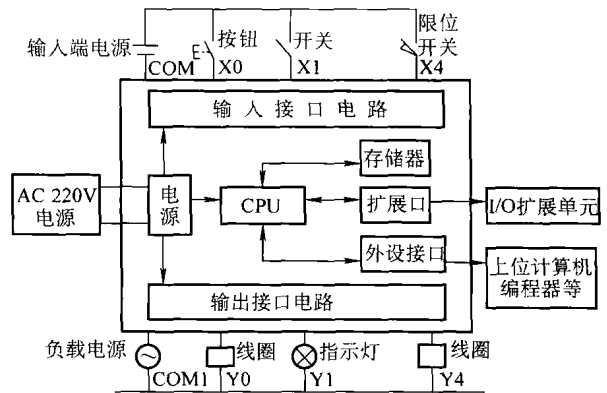 输入端电源
按钮
开关
限位
开关
COM
X0
X1
X4
输人接口电路
存储器
AC 220V
电源
电
源
CPU
扩展口
I/O扩展单元
外设接口
上位计算机
编程器等
输出接口电路
负载电源
线圈
指示灯
线圈
COM1
Y0
Y1
Y4